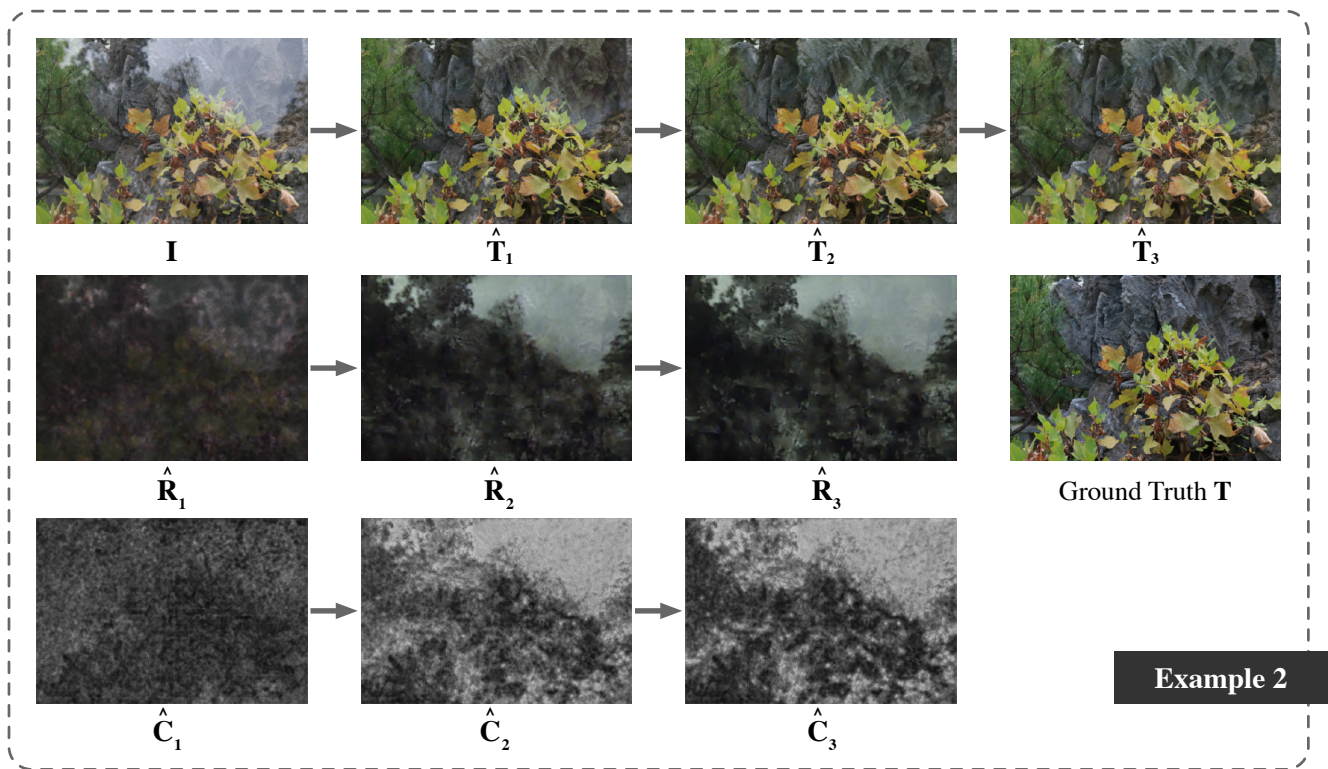 I
T̂₁
T̂₂
T̂₃
R̂₁
R̂₂
R̂₃
Ground Truth T
Ĉ₁
Ĉ₂
Ĉ₃
Example 2